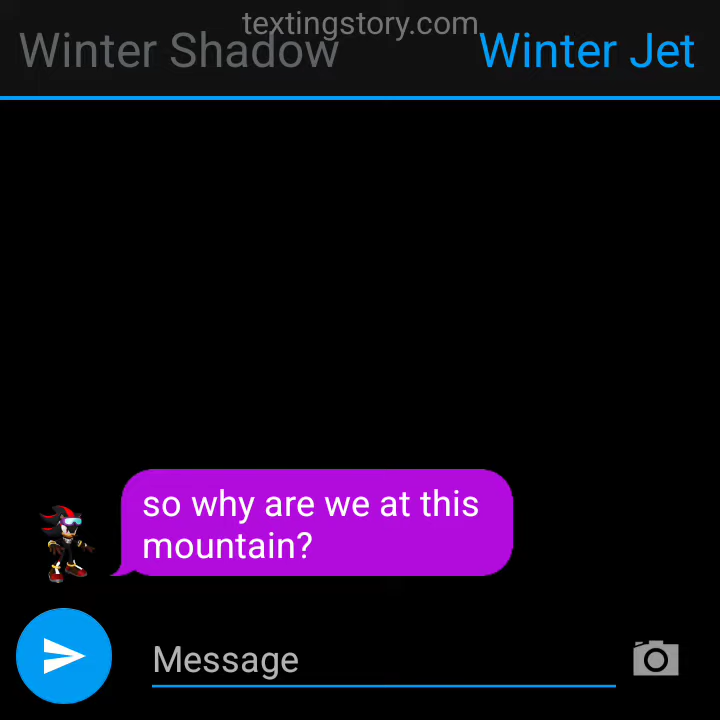 textingstory.com
Winter Shadow
Winter Jet
so why are we at this
mountain?
Message